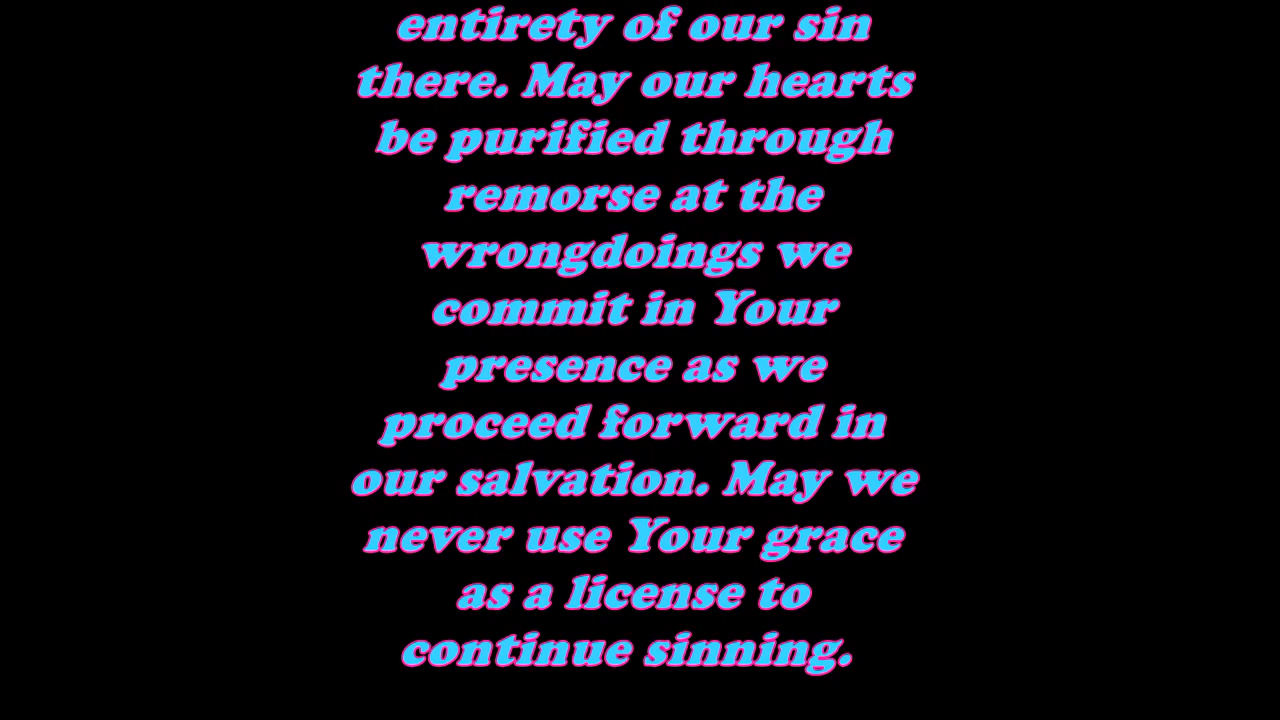 entirety of our sin
there. May our hearts
be purified through
remorse at the
wrongdoings we
commit in Your
presence as we
proceed forward in
our salvation. May we
never use Your grace
as a license to
continue sinning.